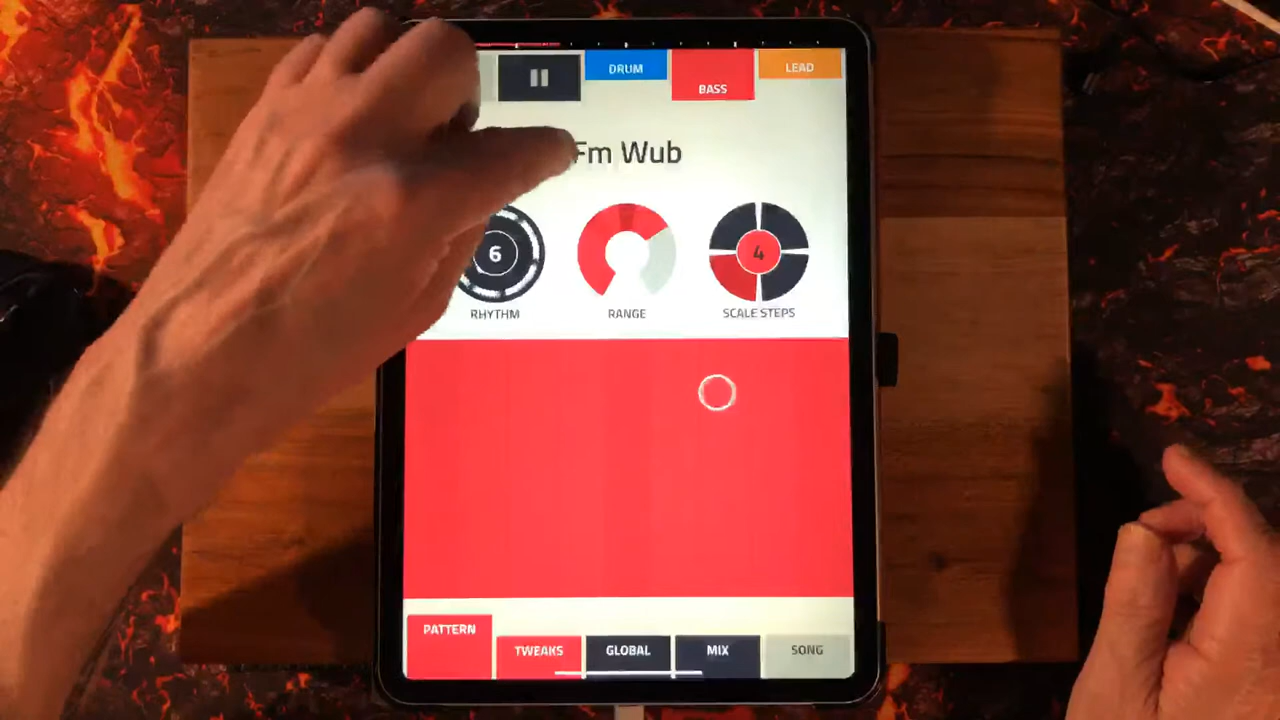 DRUM
BASS
LEAD
Fm Wub
6
4
RHYTHM
RANGE
SCALE STEPS
PATTERN
TWEAKS
GLOBAL
MIX
SONG